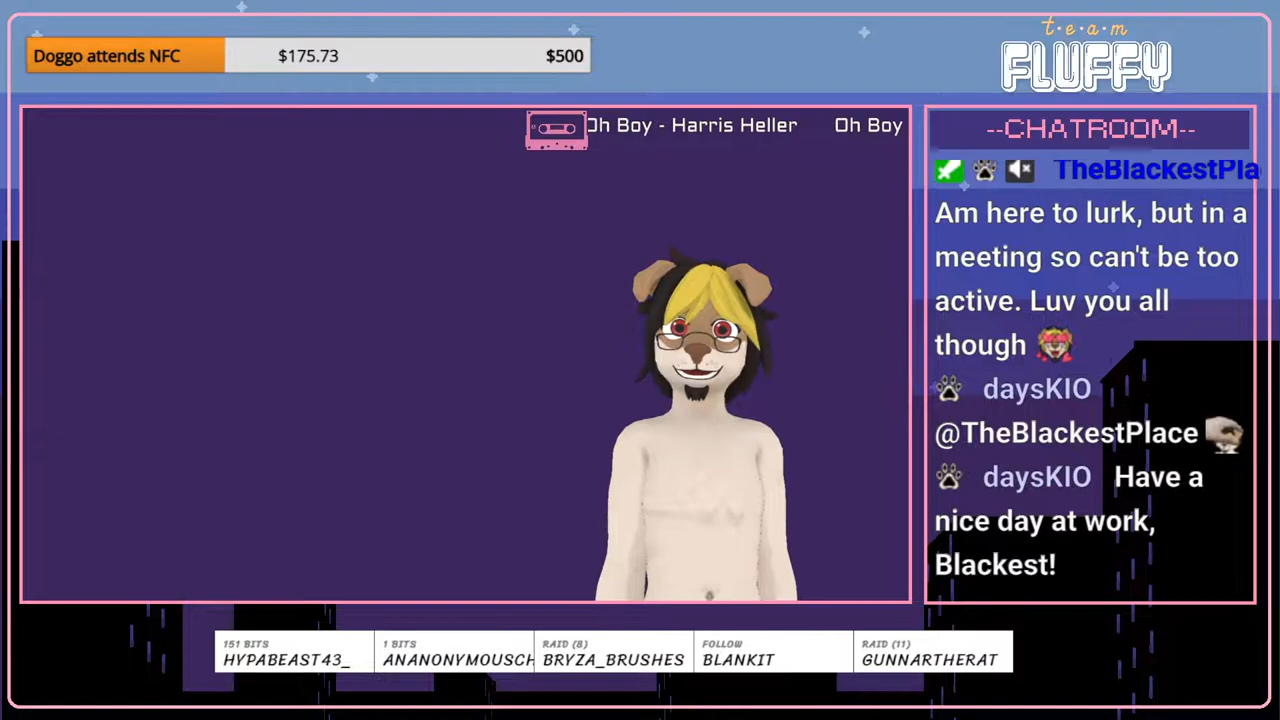 t·e·a·m
FLUFFY
Doggo attends NFC $175.73 $500
Oh Boy - Harris Heller Oh Boy
--CHATROOM--
TheBlackestPla
Am here to lurk, but in a
meeting so can't be too
active. Luv you all
though
daysKIO
@TheBlackestPlace
daysKIO Have a
nice day at work,
Blackest!
151 BITS
HYPABEAST43_
1 BITS
ANANONYMOUSCH
RAID (8)
BRYZA_BRUSHES
FOLLOW
BLANKIT
RAID (11)
GUNNARTHERAT